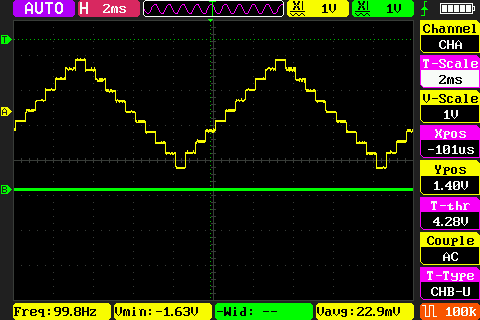 AUTO H 2ms X1 1V X1 1V
T
A
B
Channel
CHA
T-Scale
2ms
V-Scale
1V
Xpos
-101us
Ypos
1.40V
T-thr
4.28V
Couple
AC
T-Type
CHB-U
Freq:99.8Hz Vmin:-1.63V -Wid: -- Vavg:22.9mV 100k